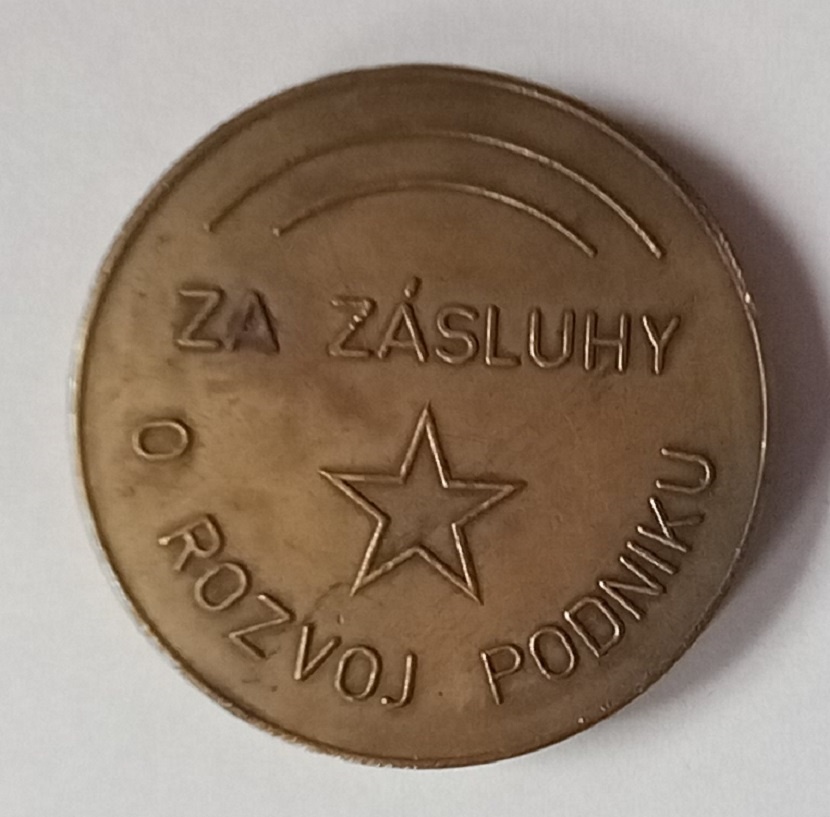 ZA ZÁSLUHY
O ROZVOJ PODNIKU